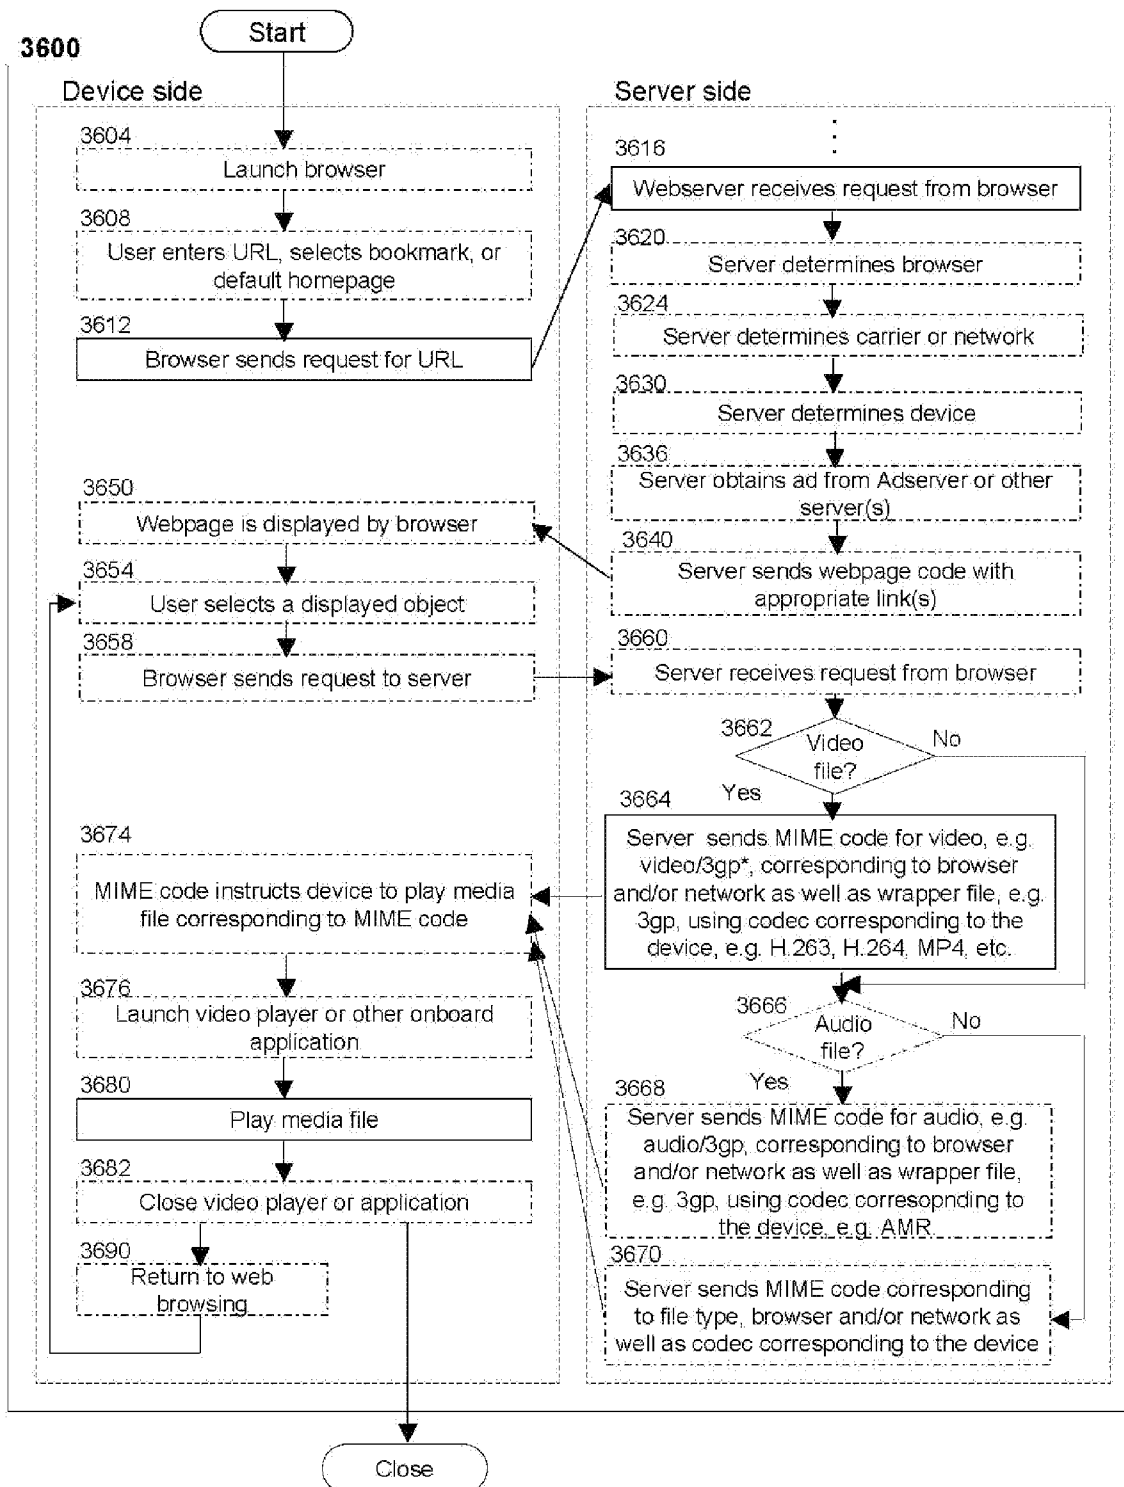 Start
3600
Device side
3604
Launch browser
3608
User enters URL, selects bookmark, or
default homepage
3612
Browser sends request for URL
3650
Webpage is displayed by browser
3654
User selects a displayed object
3658
Browser sends request to server
3674
MIME code instructs device to play media
file corresponding to MIME code
3676
Launch video player or other onboard
application
3680
Play media file
3682
Close video player or application
3690
Return to web
browsing
Server side
3616
Webserver receives request from browser
3620
Server determines browser
3624
Server determines carrier or network
3630
Server determines device
3636
Server obtains ad from Adserver or other
server(s)
3640
Server sends webpage code with
appropriate link(s)
3660
Server receives request from browser
3662
Video
file?
No
Yes
3664
Server sends MIME code for video, e.g.
video/3gp*, corresponding to browser
and/or network as well as wrapper file, e.g.
3gp, using codec corresponding to the
device, e.g. H.263, H.264, MP4, etc.
3666
Audio
file?
No
Yes
3668
Server sends MIME code for audio, e.g.
audio/3gp, corresponding to browser
and/or network as well as wrapper file,
e.g. 3gp, using codec corresopnding to
the device, e.g. AMR.
3670
Server sends MIME code corresponding
to file type, browser and/or network as
well as codec corresponding to the device
Close